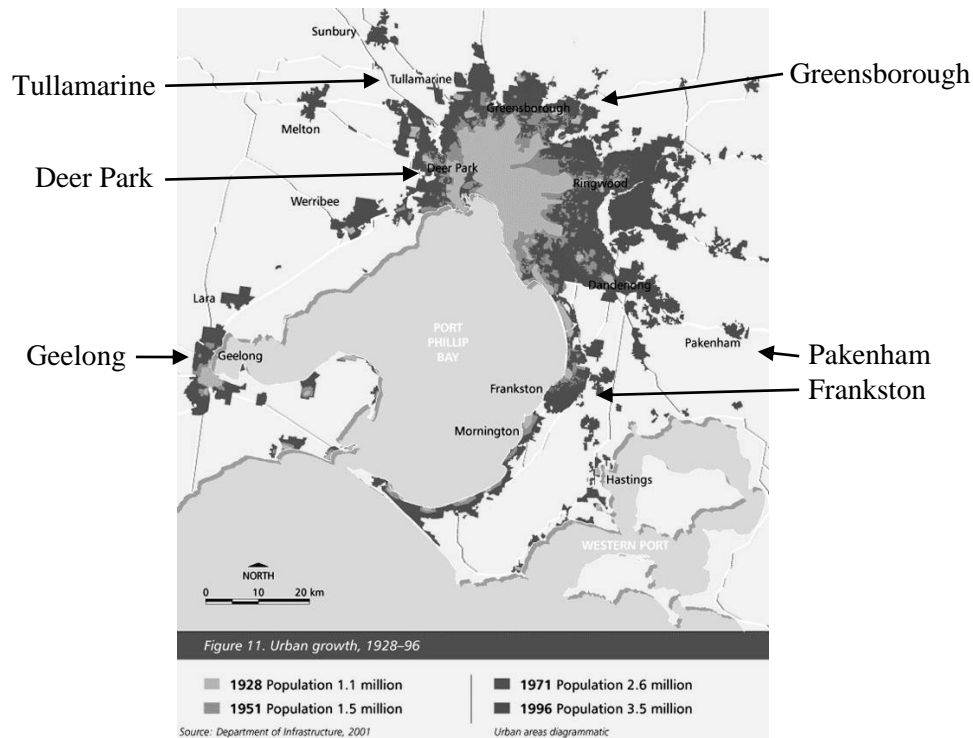 Sunbury
Tullamarine
Tullamarine
Greensborough
Greensborough
Melton
Deer Park
Deer Park
Ringwood
Werribee
Dandenong
Lara
PORT
PHILLIP
BAY
Pakenham
Geelong
Geelong
Pakenham
Frankston
Frankston
Mornington
Hastings
WESTERN PORT
NORTH
0 10 20 km
Figure 11. Urban growth, 1928–96
1928 Population 1.1 million
1971 Population 2.6 million
1951 Population 1.5 million
1996 Population 3.5 million
Source: Department of Infrastructure, 2001
Urban areas diagrammatic